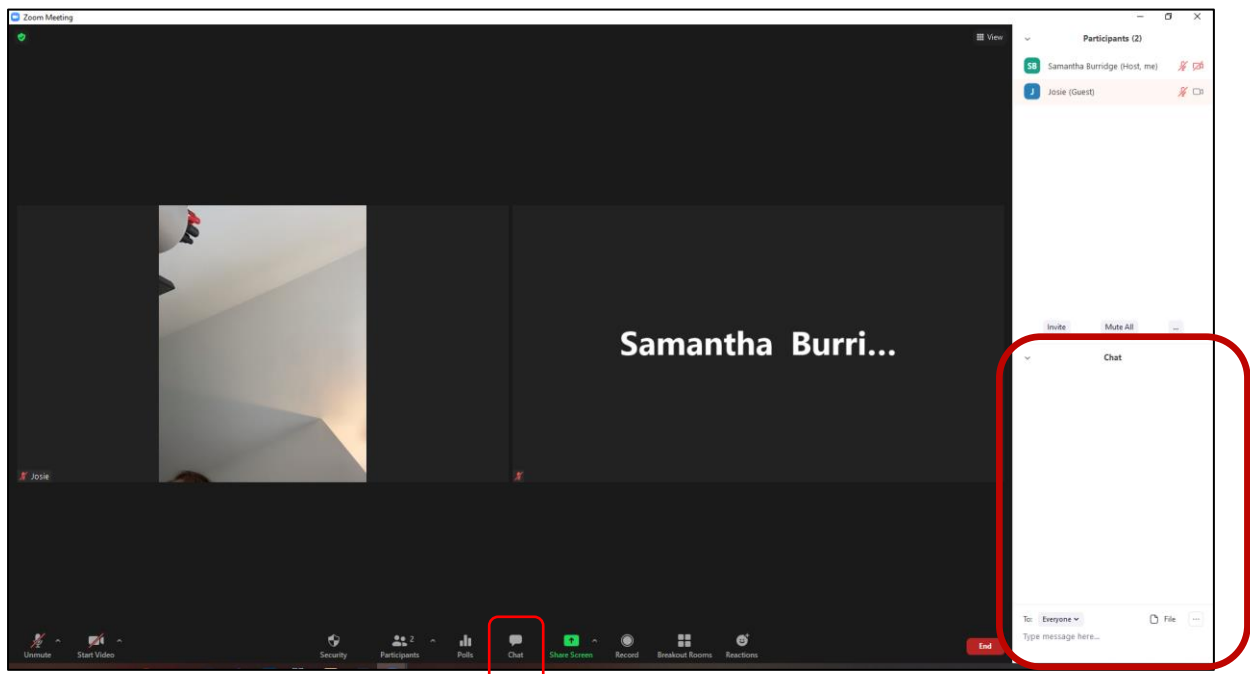 Zoom Meeting
View
Participants (2)
SB Samantha Burridge (Host, me)
J Josie (Guest)
Samantha Burri...
Josie
Invite Mute All ...
Chat
To: Everyone File ...
Type message here...
Unmute Start Video Security Participants 2 Polls Chat Share Screen Record Breakout Rooms Reactions End